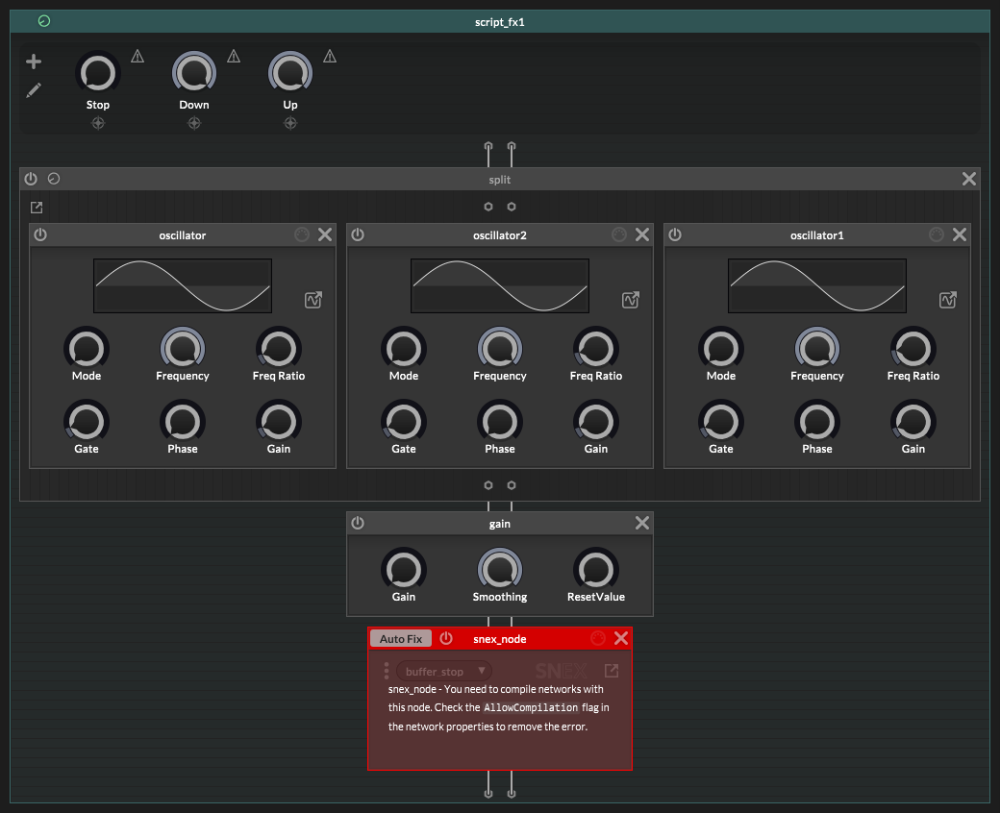 script_fx1
Stop Down Up
split
oscillator oscillator2 oscillator1
Mode Frequency Freq Ratio Mode Frequency Freq Ratio Mode Frequency Freq Ratio
Gate Phase Gain Gate Phase Gain Gate Phase Gain
gain
Gain Smoothing ResetValue
Auto Fix snex_node
buffer_stop SNEX
snex_node - You need to compile networks with
this node. Check the AllowCompilation flag in
the network properties to remove the error.